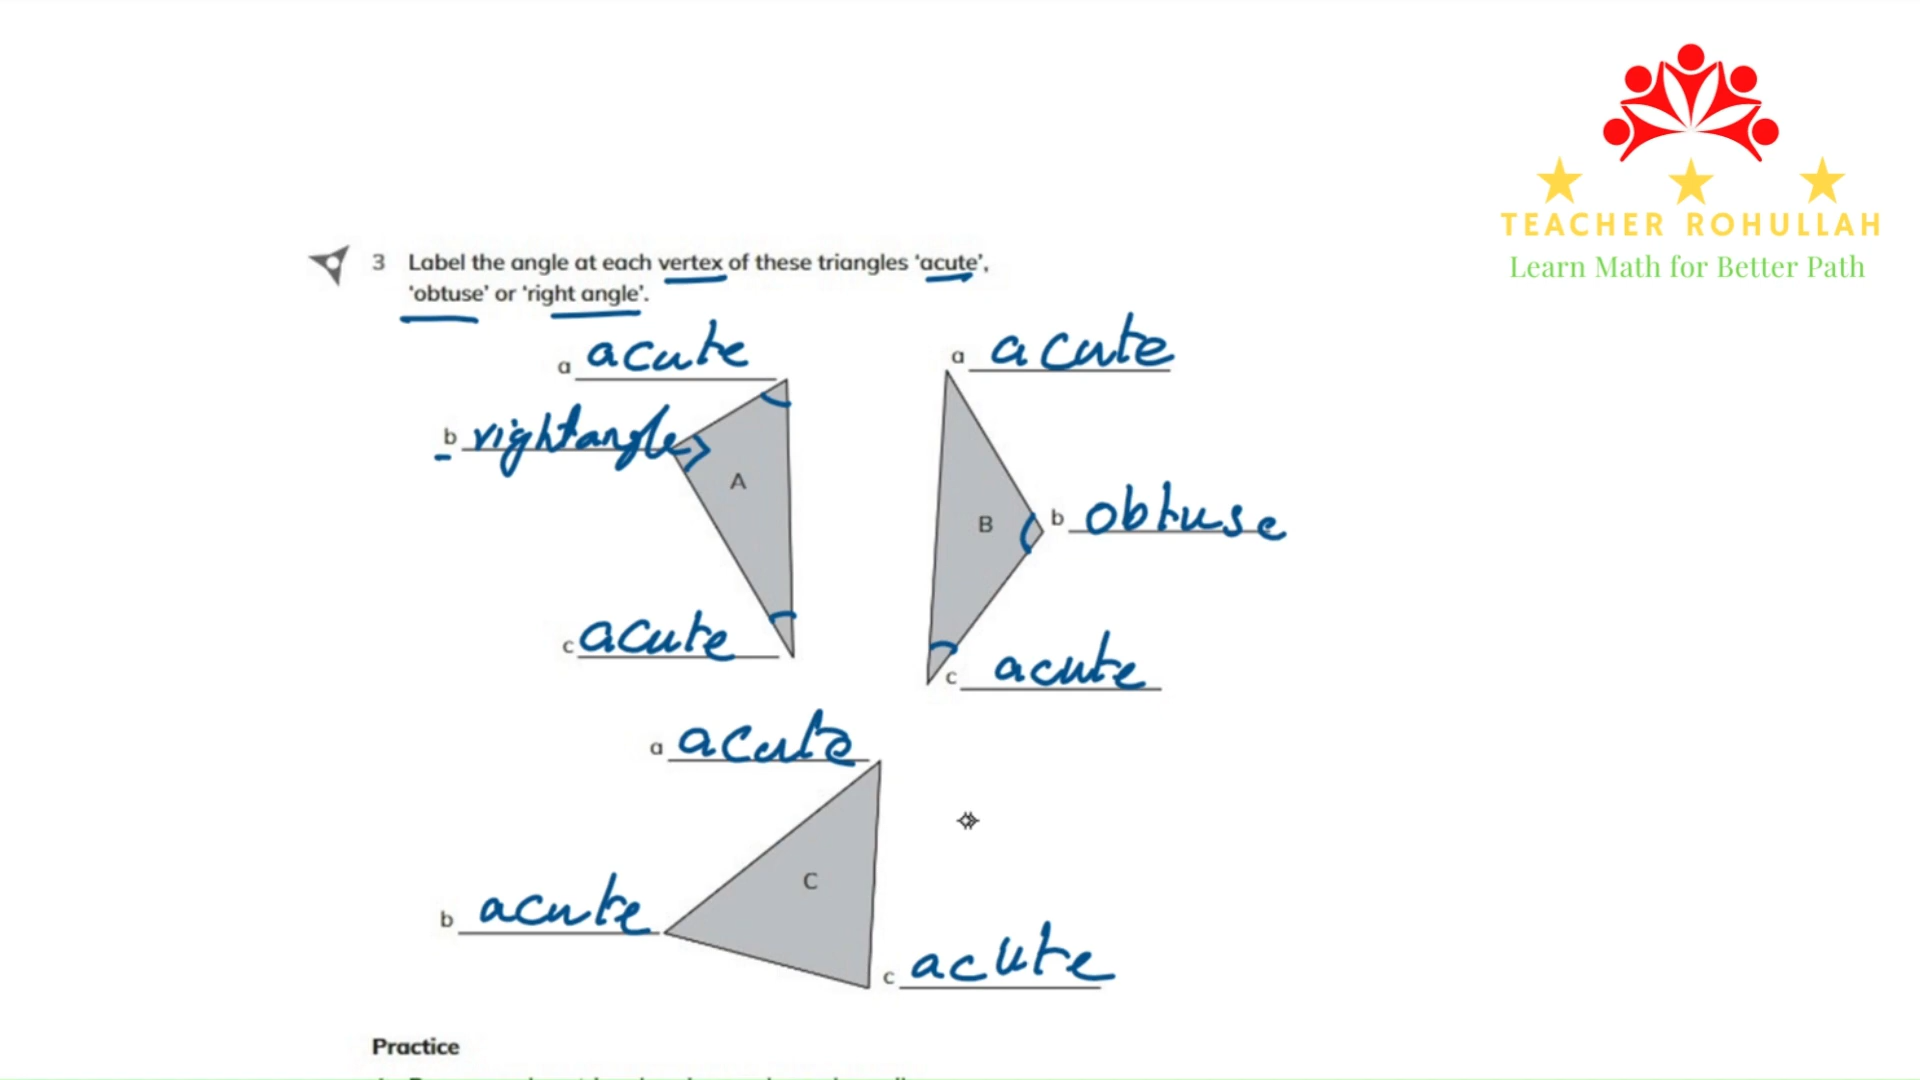 TEACHER ROHULLAH
Learn Math for Better Path
3 Label the angle at each vertex of these triangles ‘acute’,
‘obtuse’ or ‘right angle’.
a acute
a acute
b rightangle
A
B
b obtuse
c acute
c acute
a acute
C
b acute
c acute
Practice